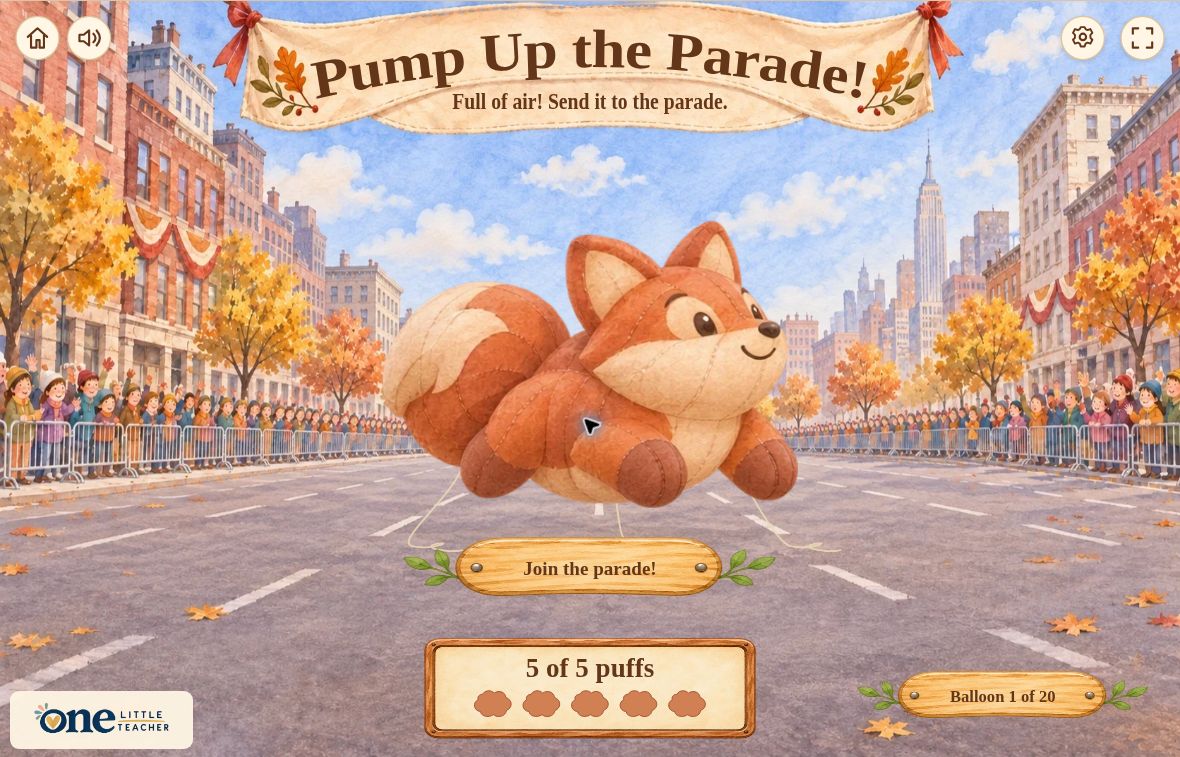 Pump Up the Parade!
Full of air! Send it to the parade.
Join the parade!
5 of 5 puffs
Balloon 1 of 20
one LITTLE
TEACHER